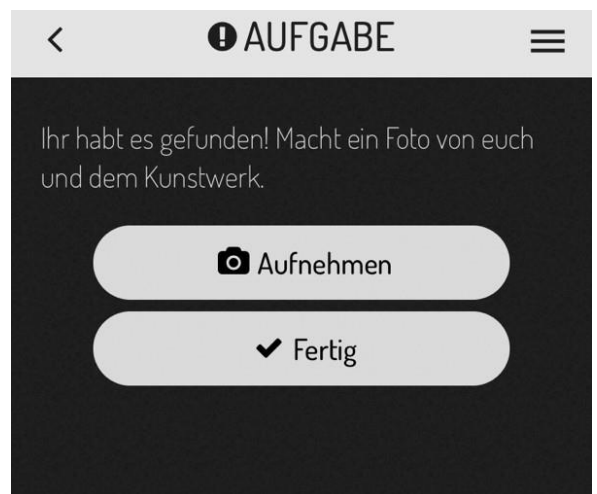 AUFGABE
Ihr habt es gefunden! Macht ein Foto von euch
und dem Kunstwerk.
Aufnehmen
Fertig